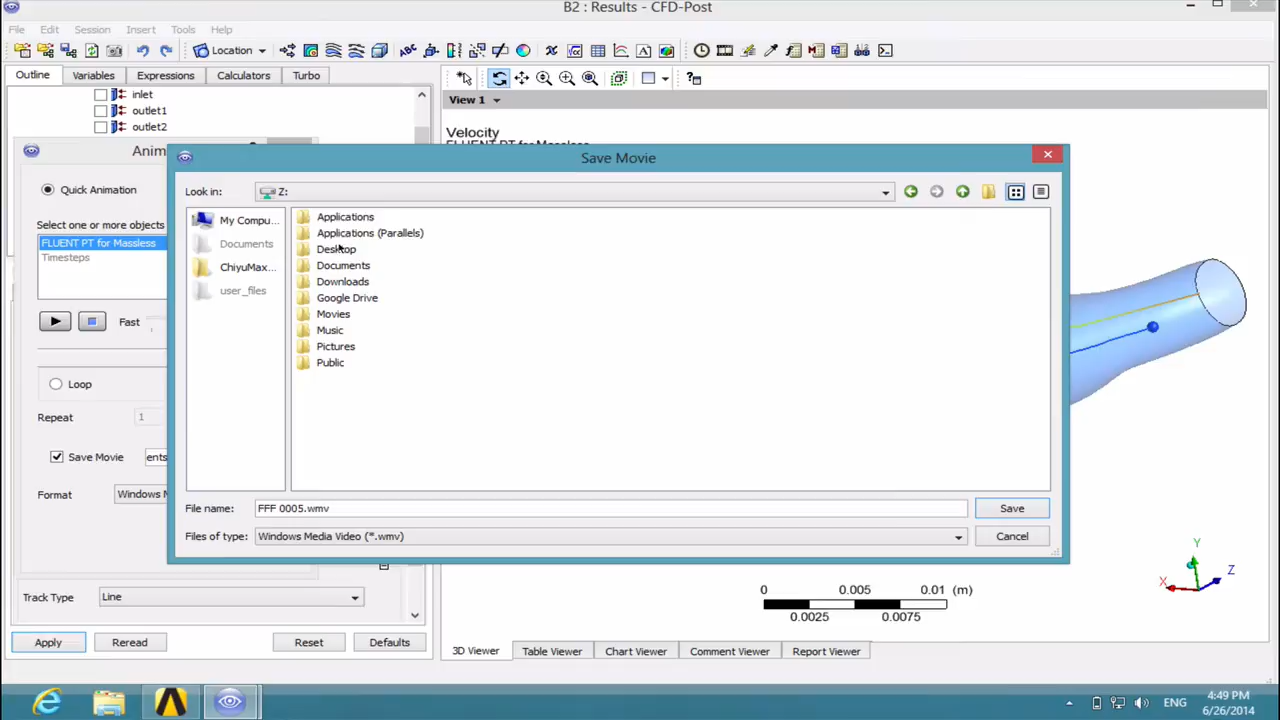 B2 : Results - CFD-Post
File Edit Session Insert Tools Help
Location
Outline Variables Expressions Calculators Turbo
inlet
outlet1
outlet2
View 1
Velocity
Anim
Quick Animation
Select one or more objects
FLUENT PT for Massless
Timesteps
Fast
Loop
Repeat 1
Save Movie ents
Format Windows M
Track Type Line
Apply Reread Reset Defaults
Save Movie
Look in: Z:
My Compu...
Documents
ChiyuMax...
user_files
Applications
Applications (Parallels)
Desktop
Documents
Downloads
Google Drive
Movies
Music
Pictures
Public
File name: FFF 0005.wmv Save
Files of type: Windows Media Video (*.wmv) Cancel
0 0.005 0.01 (m)
0.0025 0.0075
Y
X Z
3D Viewer Table Viewer Chart Viewer Comment Viewer Report Viewer
ENG
4:49 PM
6/26/2014